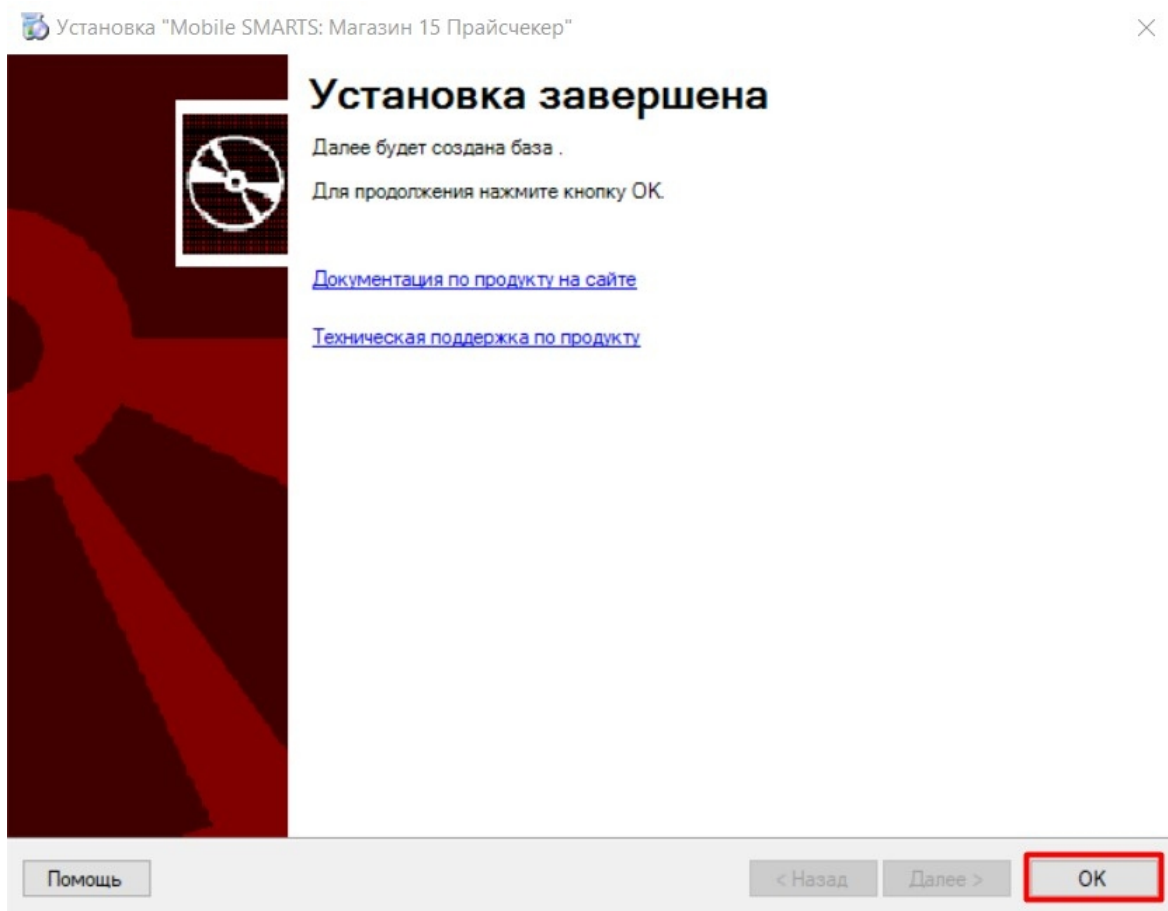 Установка "Mobile SMARTS: Магазин 15 Прайсчекер"
Установка завершена
Далее будет создана база .
Для продолжения нажмите кнопку OK.
Документация по продукту на сайте
Техническая поддержка по продукту
Помощь
< Назад
Далее >
OK